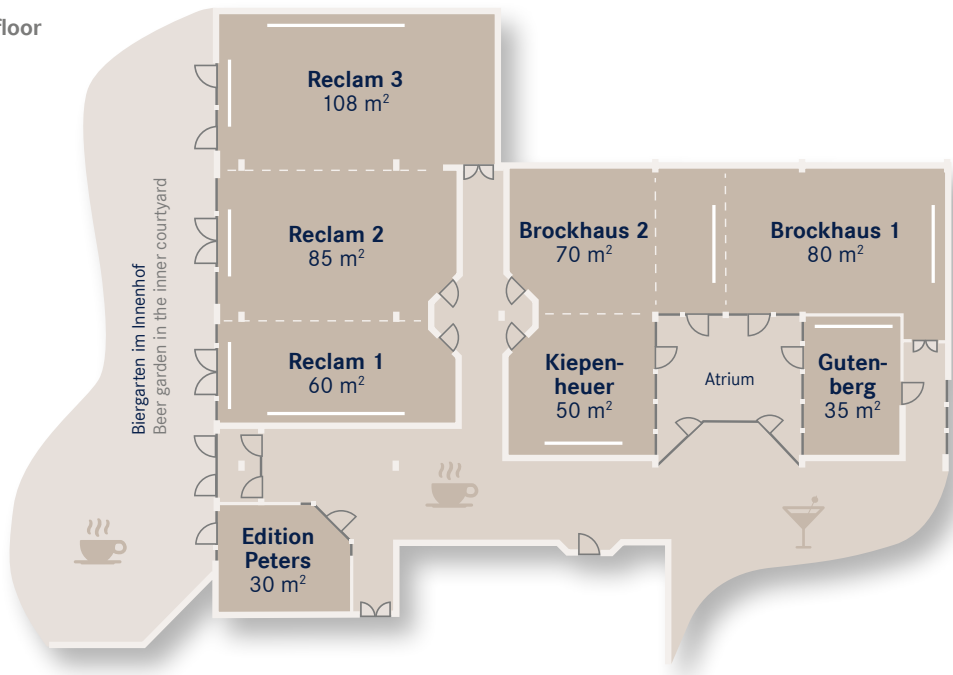 floor
Reclam 3
108 m²
Reclam 2
85 m²
Reclam 1
60 m²
Biergarten im Innenhof
Beer garden in the inner courtyard
Brockhaus 2
70 m²
Brockhaus 1
80 m²
Kiepen-
heuer
50 m²
Atrium
Guten-
berg
35 m²
Edition
Peters
30 m²